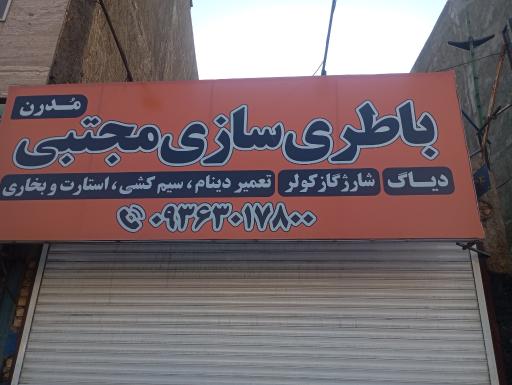 مدرن
باطری سازی مجتبی
دیاگ شارژ گاز کولر تعمیر دینام، سیم کشی، استارت و بخاری
۰۹۳۶۳۰۱۷۸۰۰